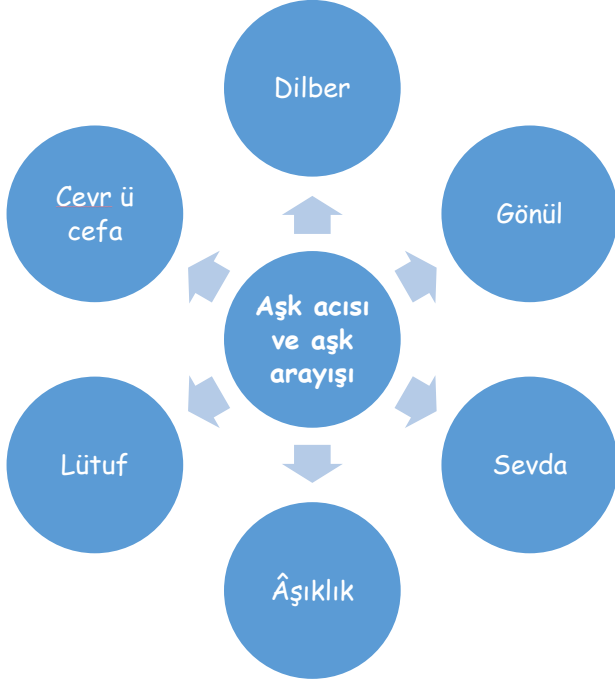 Dilber
Cevr ü
cefa
Gönül
Aşk acısı
ve aşk
arayışı
Lütuf
Sevda
Âşıklık